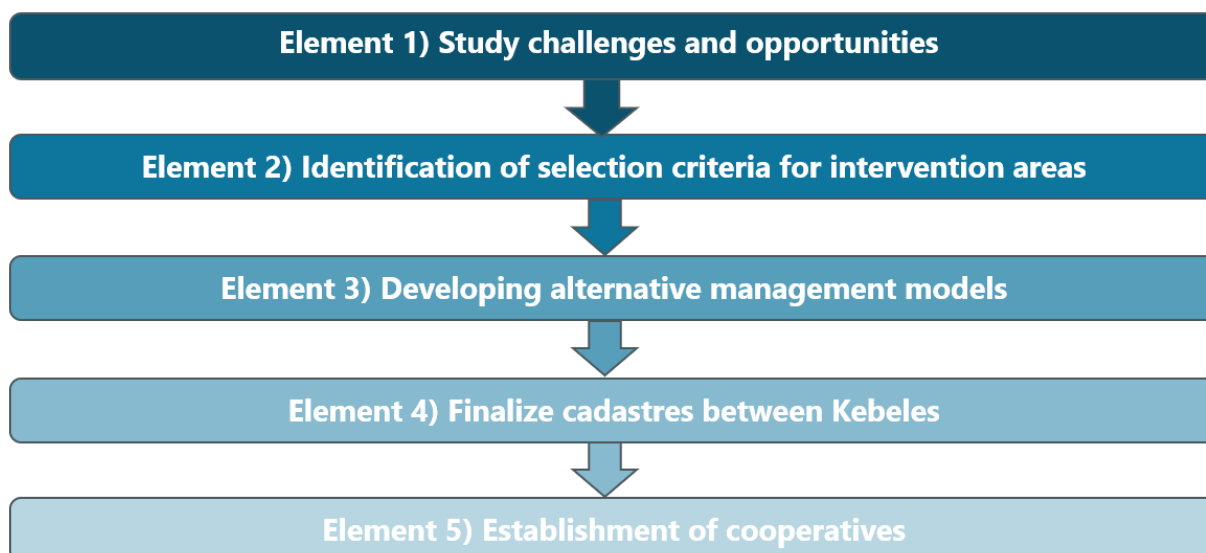 Element 1) Study challenges and opportunities
Element 2) Identification of selection criteria for intervention areas
Element 3) Developing alternative management models
Element 4) Finalize cadastres between Kebeles
Element 5) Establishment of cooperatives